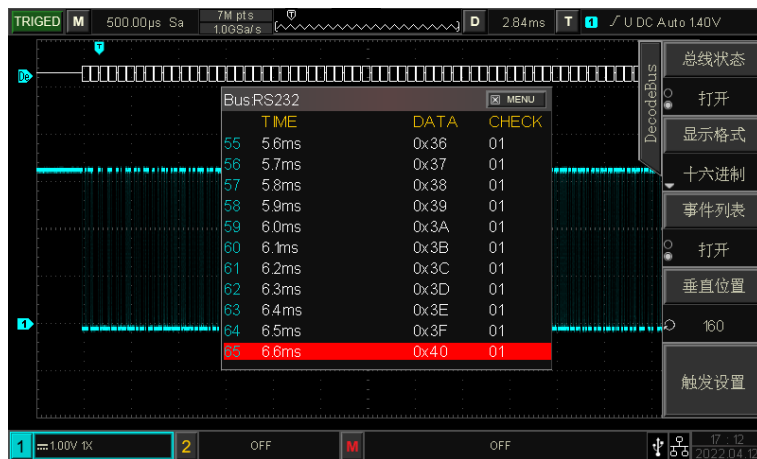 TRIGED M 500.00μs Sa 7M pts 1.0GSa/s T D 2.84ms T 1 U DC Auto 1.40V
T
De
DecodeBus
总线状态
打开
显示格式
十六进制
事件列表
打开
垂直位置
160
触发设置
Bus:RS232 MENU
TIME DATA CHECK
55 5.6ms 0x36 01
56 5.7ms 0x37 01
57 5.8ms 0x38 01
58 5.9ms 0x39 01
59 6.0ms 0x3A 01
60 6.1ms 0x3B 01
61 6.2ms 0x3C 01
62 6.3ms 0x3D 01
63 6.4ms 0x3E 01
64 6.5ms 0x3F 01
65 6.6ms 0x40 01
1
1 1.00V 1X 2 OFF M OFF 17:12
2022.04.12